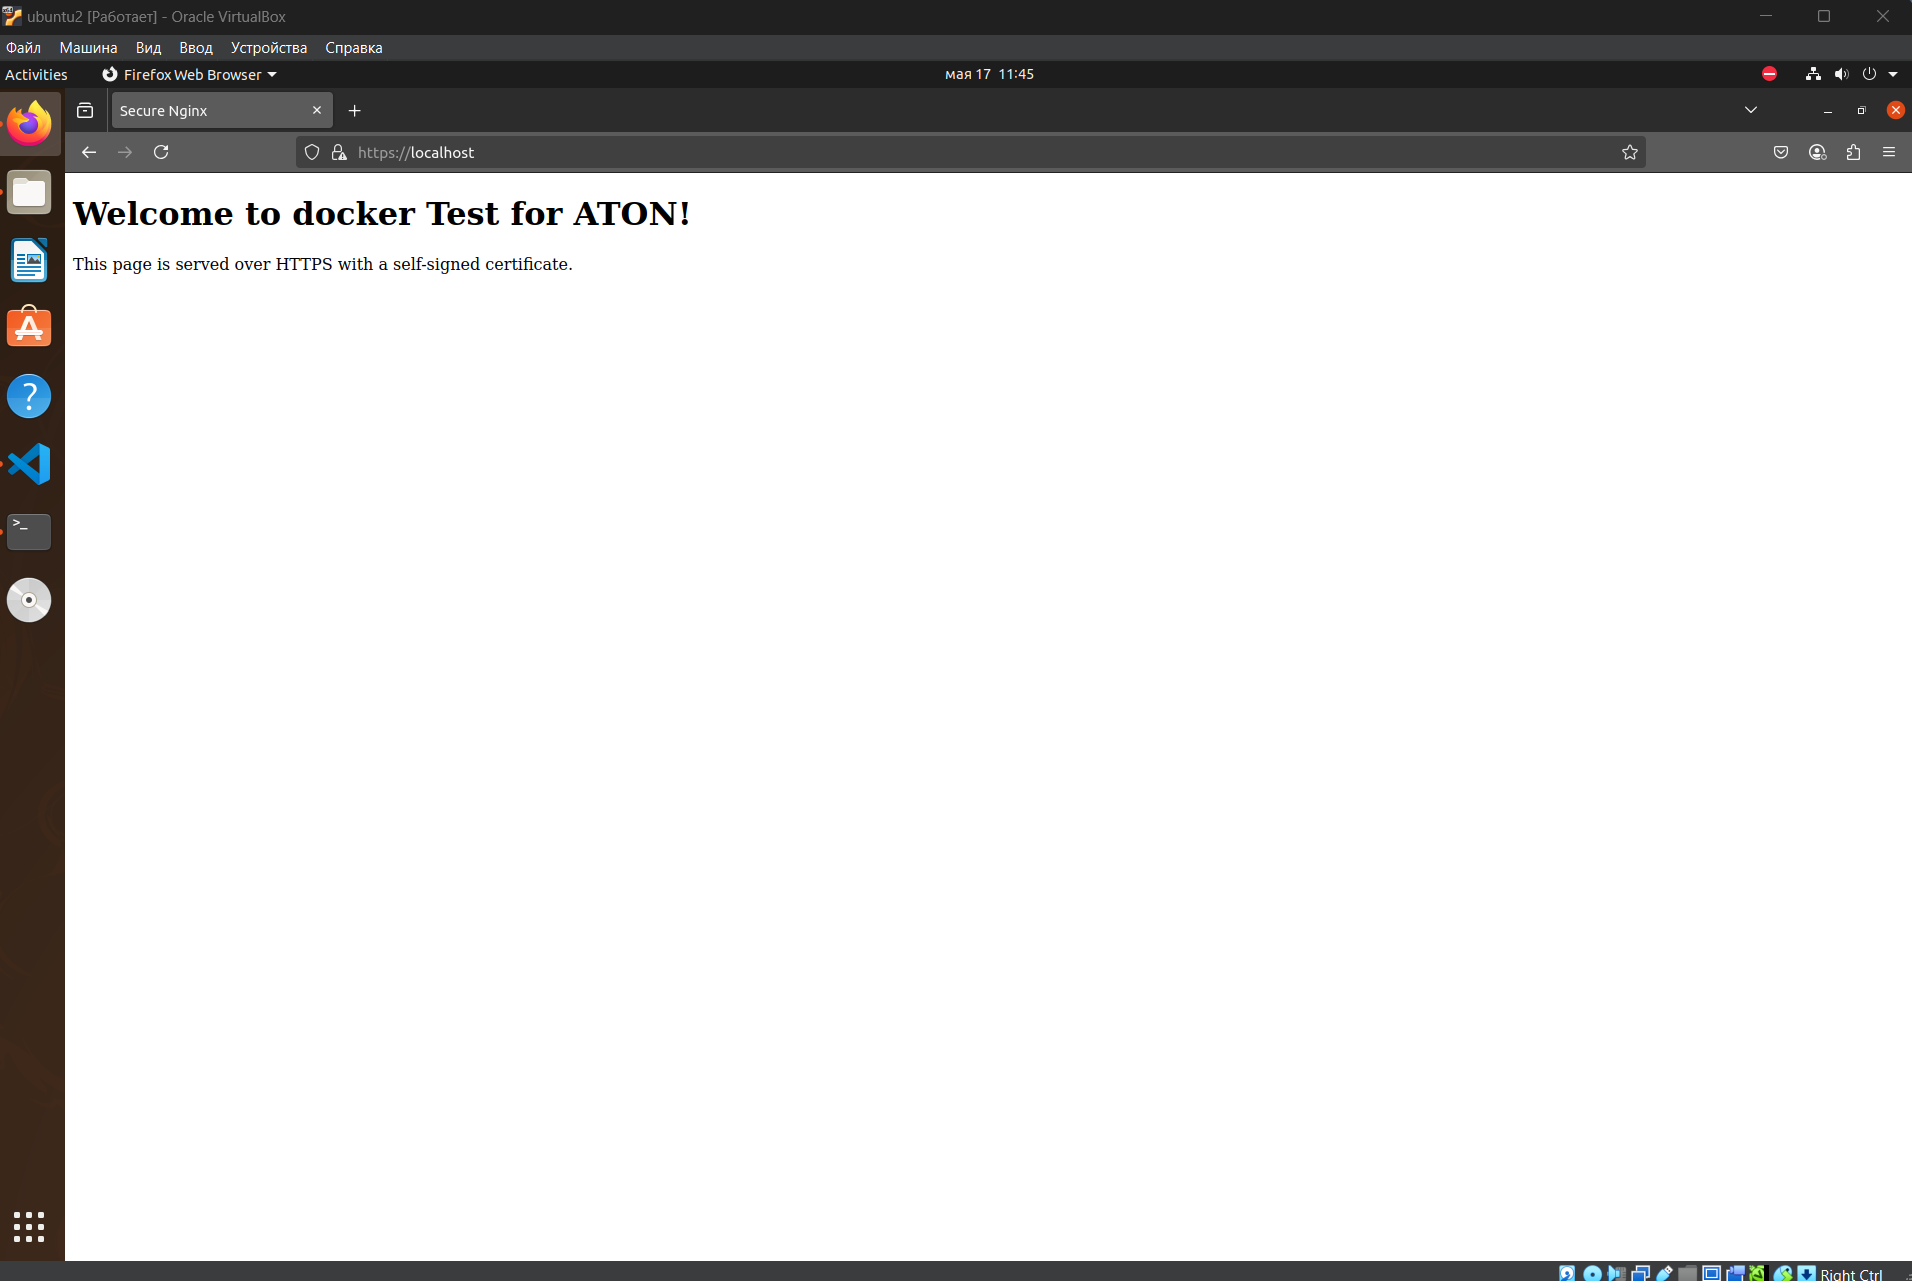 ubuntu2 [Работает] - Oracle VirtualBox
Файл Машина Вид Ввод Устройства Справка
Activities Firefox Web Browser мая 17 11:45
Secure Nginx
https://localhost
Welcome to docker Test for ATON!
This page is served over HTTPS with a self-signed certificate.
>_
Right Ctrl